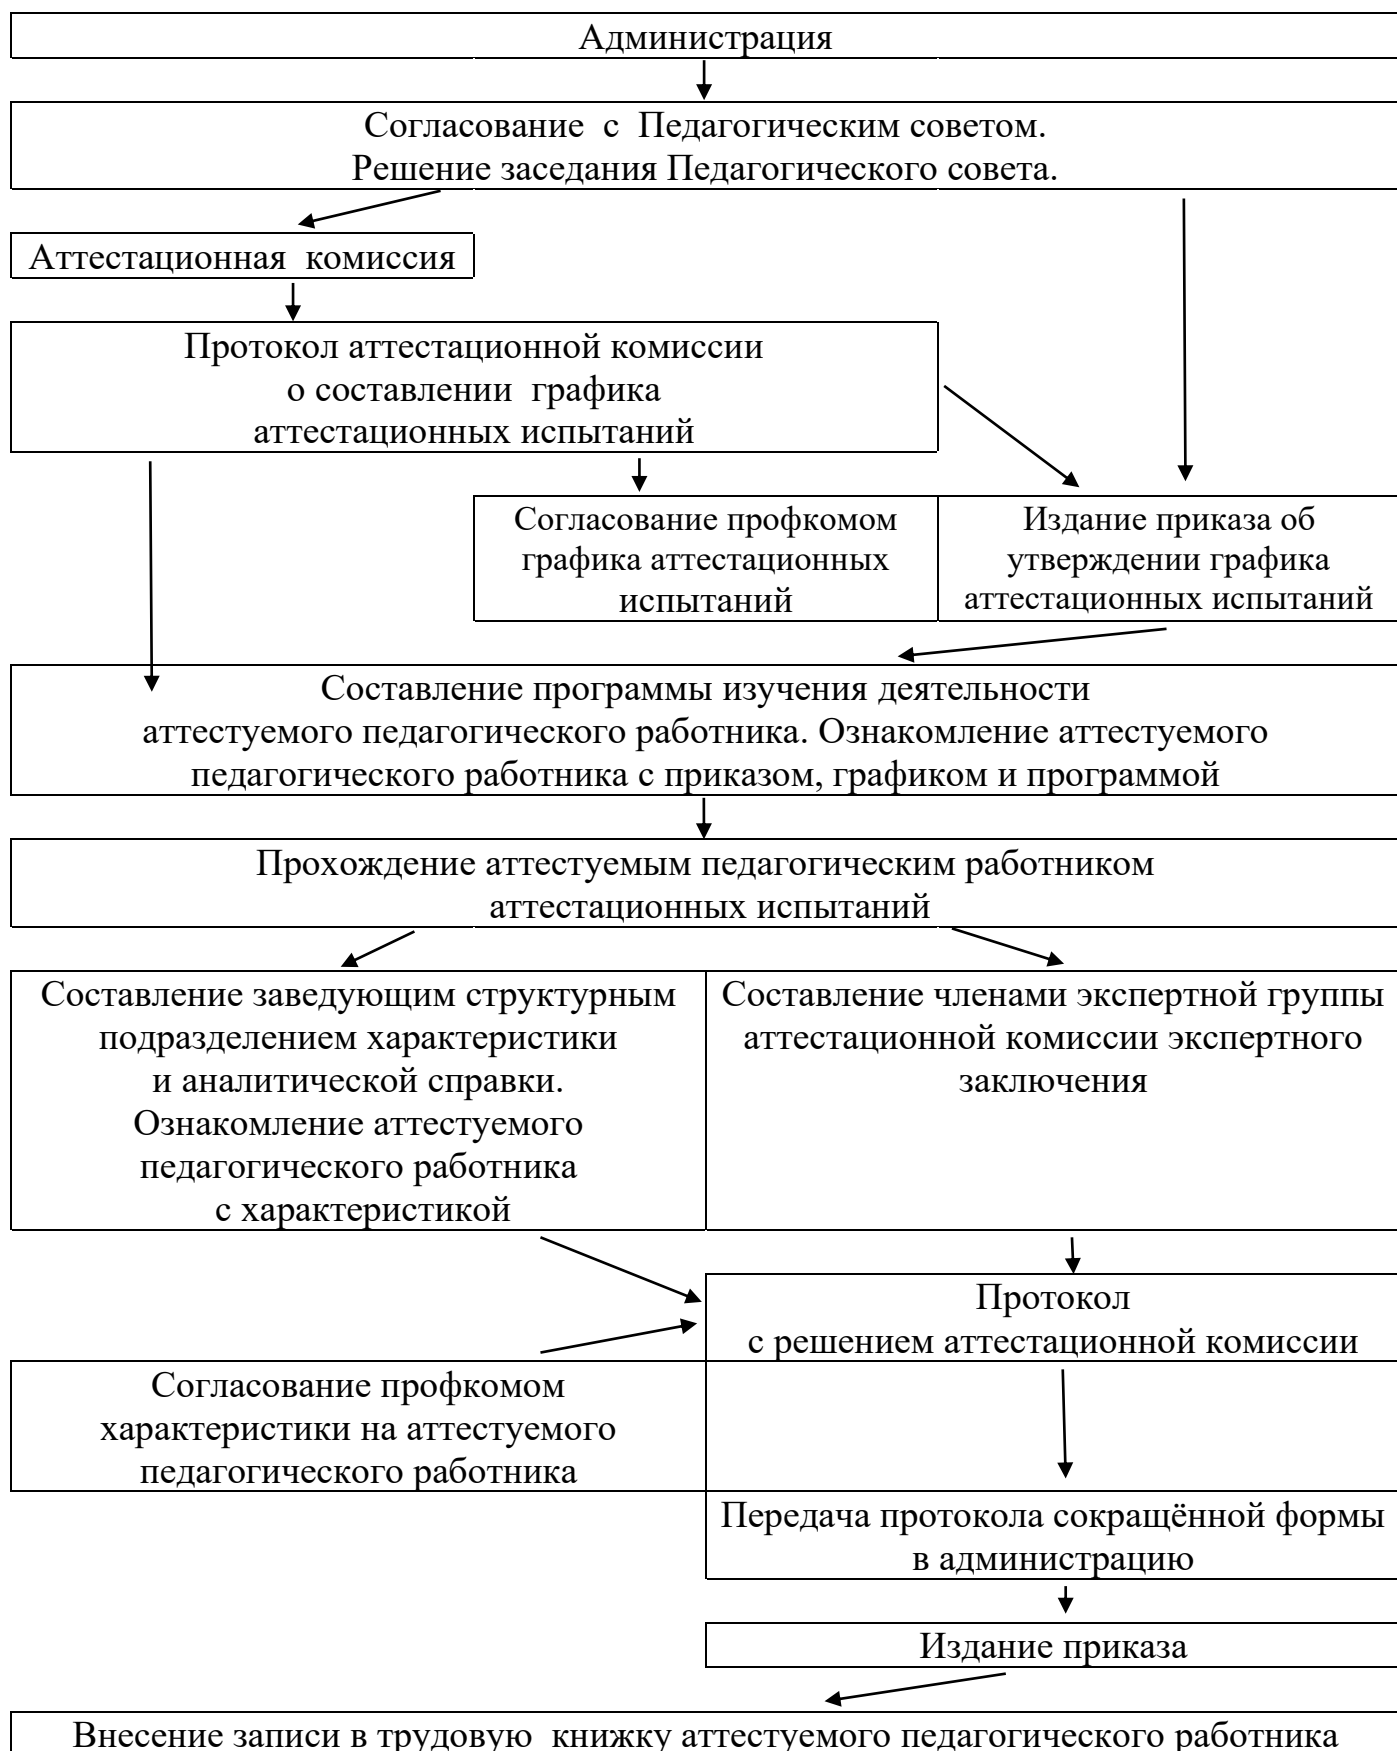 Администрация
Согласование с Педагогическим советом.
Решение заседания Педагогического совета.
Аттестационная комиссия
Протокол аттестационной комиссии
о составлении графика
аттестационных испытаний
Согласование профкомом
графика аттестационных
испытаний
Издание приказа об
утверждении графика
аттестационных испытаний
Составление программы изучения деятельности
аттестуемого педагогического работника. Ознакомление аттестуемого
педагогического работника с приказом, графиком и программой
Прохождение аттестуемым педагогическим работником
аттестационных испытаний
Составление заведующим структурным
подразделением характеристики
и аналитической справки.
Ознакомление аттестуемого
педагогического работника
с характеристикой
Составление членами экспертной группы
аттестационной комиссии экспертного
заключения
Протокол
с решением аттестационной комиссии
Согласование профкомом
характеристики на аттестуемого
педагогического работника
Передача протокола сокращённой формы
в администрацию
Издание приказа
Внесение записи в трудовую книжку аттестуемого педагогического работника